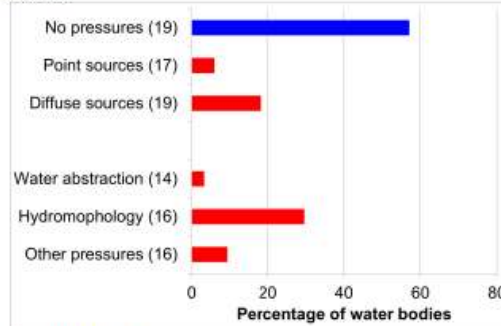 No pressures (19)
Point sources (17)
Diffuse sources (19)
Water abstraction (14)
Hydromophology (16)
Other pressures (16)
0 20 40 60 80
Percentage of water bodies